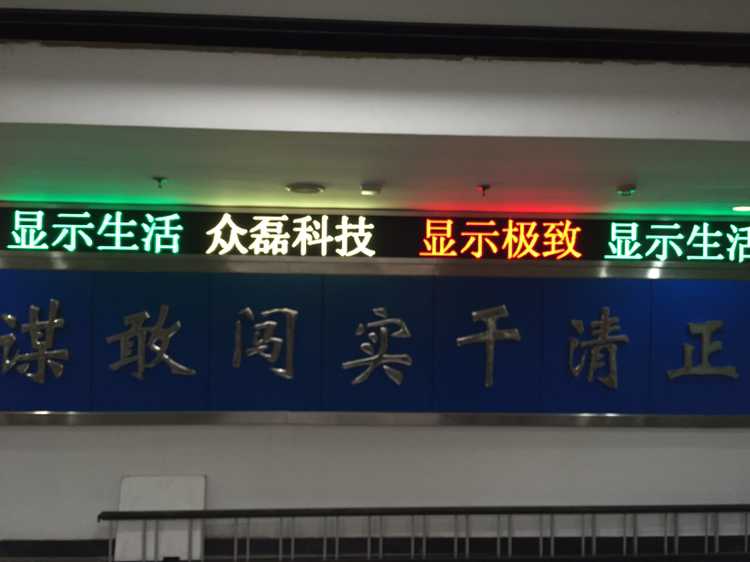 显示生活 众磊科技 显示极致 显示生活
谋敢闯实干清正